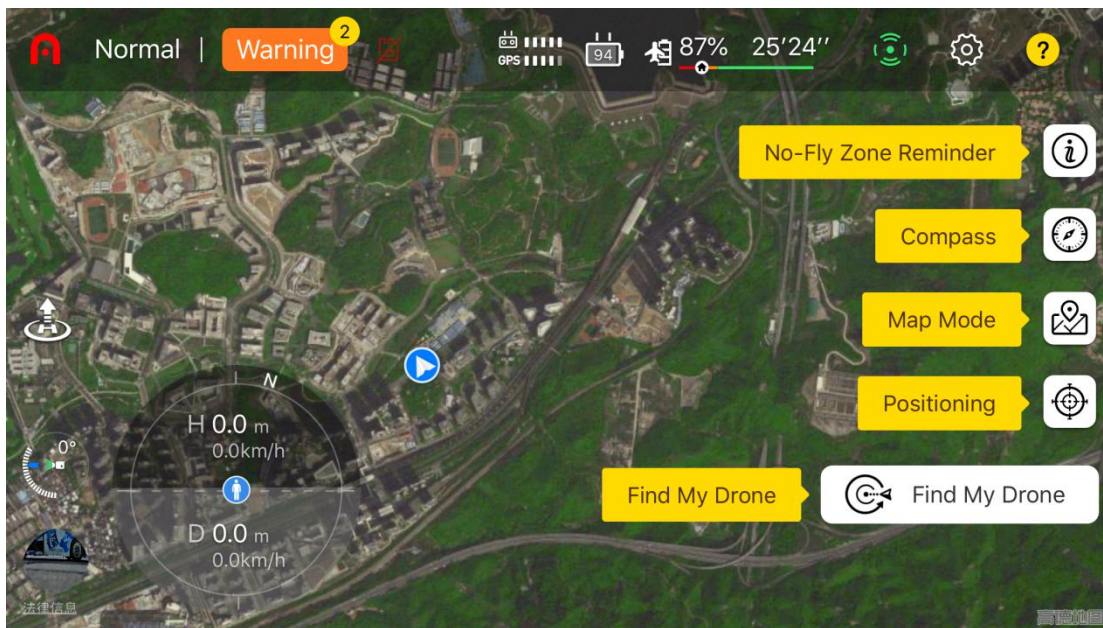 Normal | Warning 2
GPS
94
87% 25'24''
?
No-Fly Zone Reminder
Compass
Map Mode
Positioning
Find My Drone
Find My Drone
N
H 0.0 m
0.0km/h
0°
D 0.0 m
0.0km/h
法律信息
高德地图